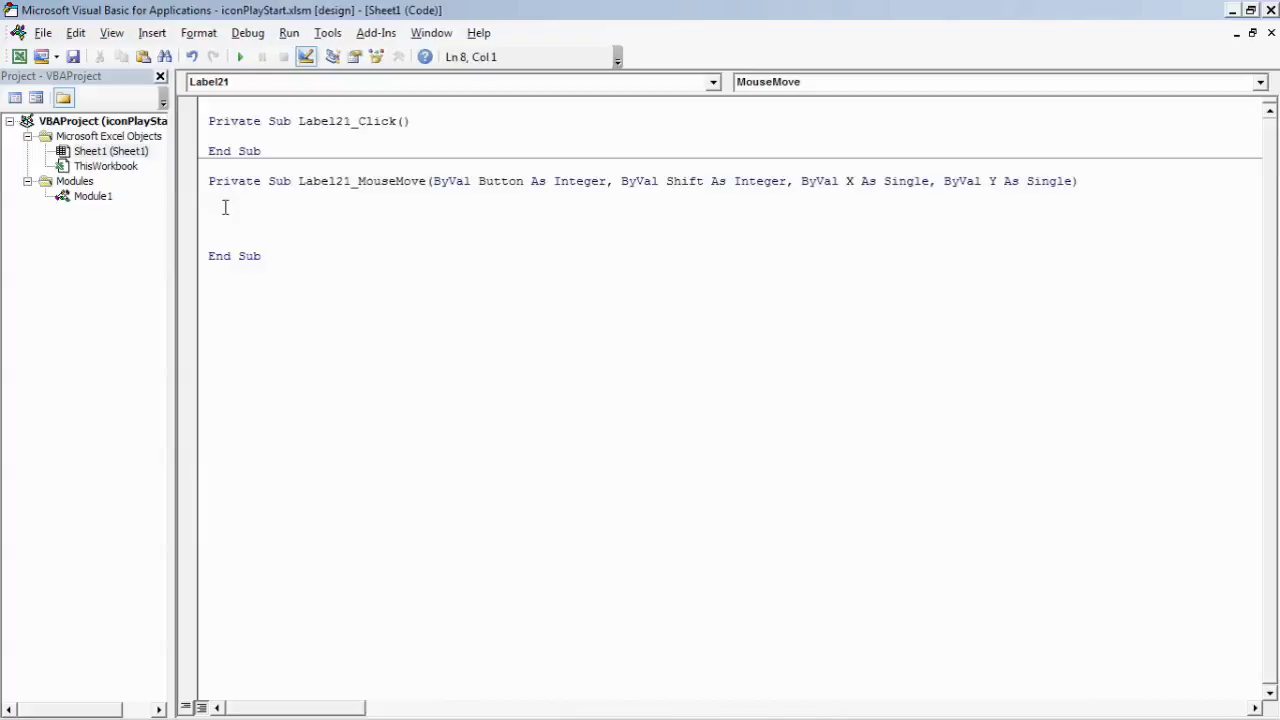 Microsoft Visual Basic for Applications - iconPlayStart.xlsm [design] - [Sheet1 (Code)]
File Edit View Insert Format Debug Run Tools Add-Ins Window Help
Ln 8, Col 1
Project - VBAProject
Label21 MouseMove
VBAProject (iconPlaySta
Microsoft Excel Objects
Sheet1 (Sheet1)
ThisWorkbook
Modules
Module1
Private Sub Label21_Click()
End Sub
Private Sub Label21_MouseMove(ByVal Button As Integer, ByVal Shift As Integer, ByVal X As Single, ByVal Y As Single)
End Sub